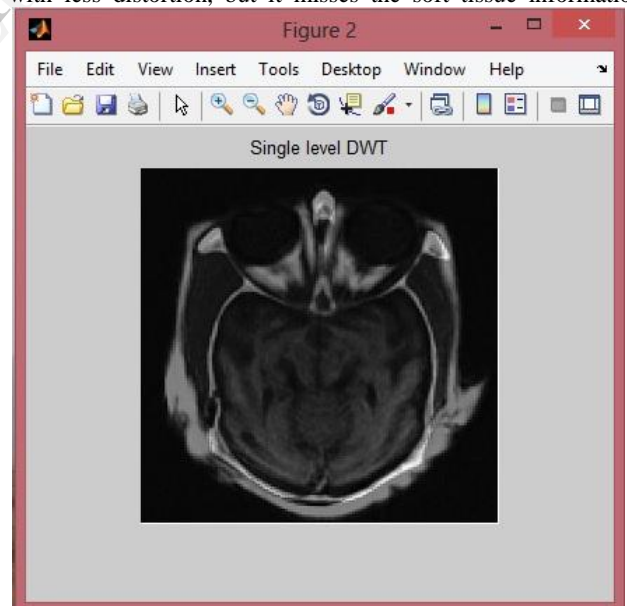 with less distortion, but it misses the soft tissue informatio
Figure 2
File Edit View Insert Tools Desktop Window Help
Single level DWT